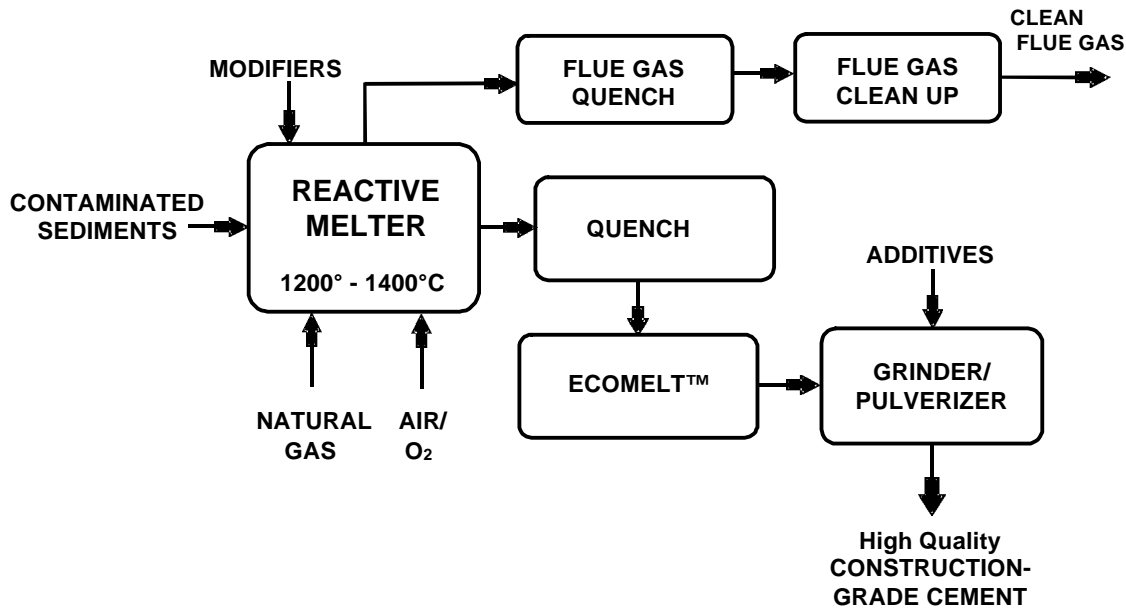 CLEAN
FLUE GAS
MODIFIERS
FLUE GAS
QUENCH
FLUE GAS
CLEAN UP
CONTAMINATED
SEDIMENTS
REACTIVE
MELTER
1200° - 1400°C
QUENCH
ADDITIVES
ECOMELT™
GRINDER/
PULVERIZER
NATURAL
GAS
AIR/
O₂
High Quality
CONSTRUCTION-
GRADE CEMENT